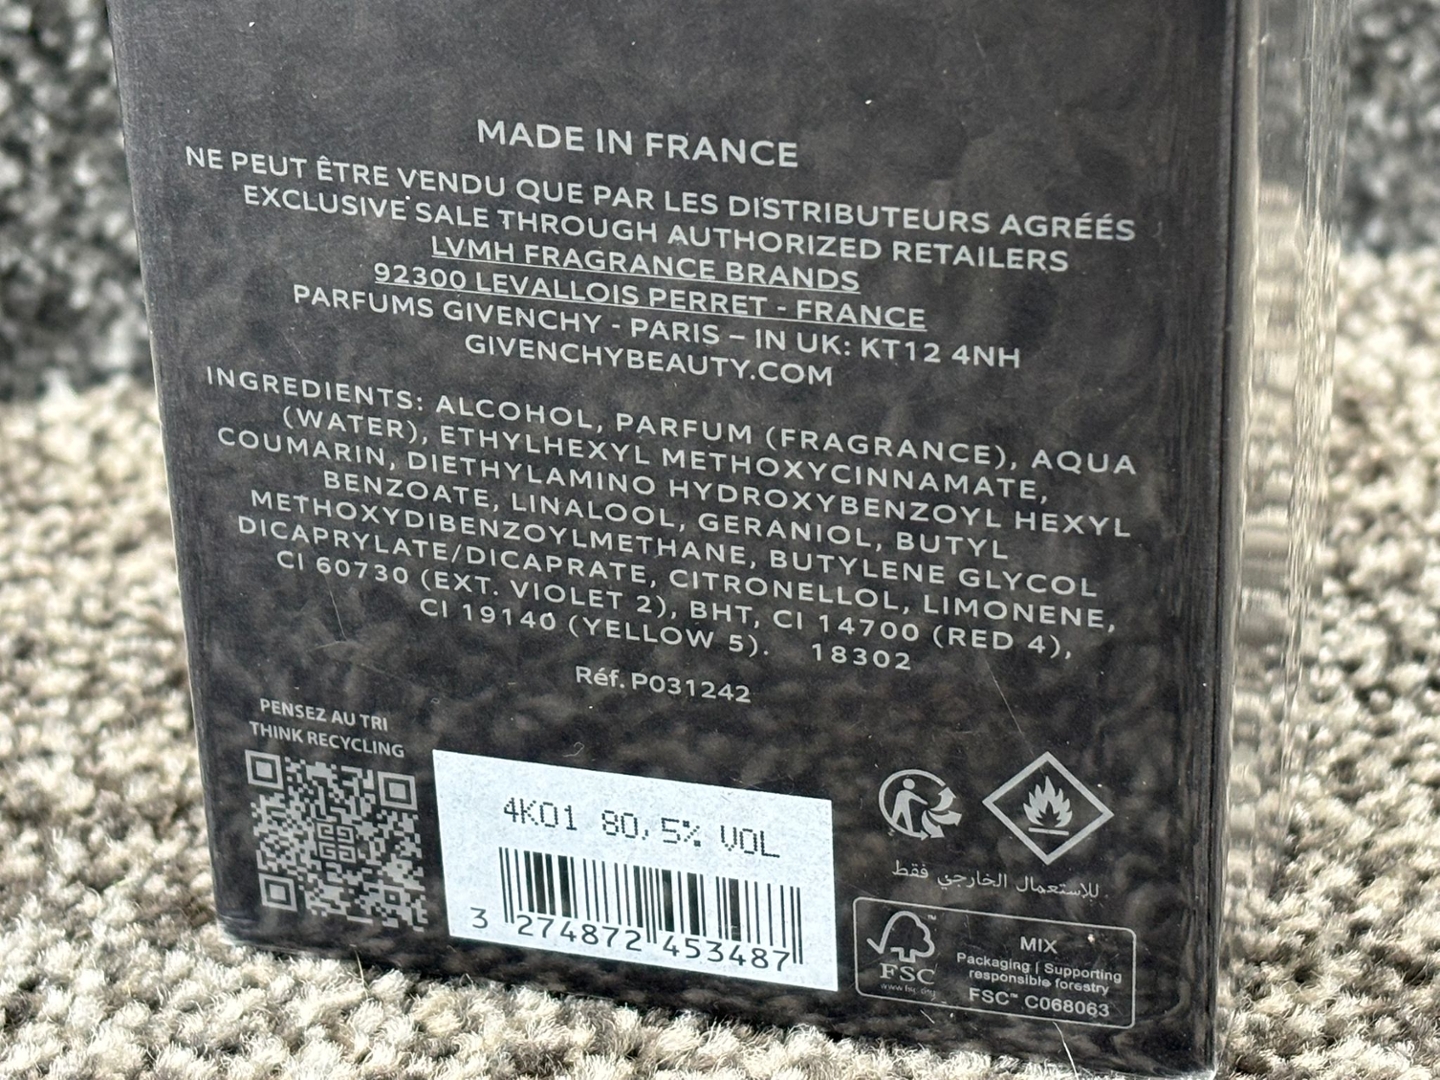 MADE IN FRANCE
NE PEUT ÊTRE VENDU QUE PAR LES DISTRIBUTEURS AGRÉÉS
EXCLUSIVE SALE THROUGH AUTHORIZED RETAILERS
LVMH FRAGRANCE BRANDS
92300 LEVALLOIS PERRET - FRANCE
PARFUMS GIVENCHY - PARIS – IN UK: KT12 4NH
GIVENCHYBEAUTY.COM
INGREDIENTS: ALCOHOL, PARFUM (FRAGRANCE), AQUA
(WATER), ETHYLHEXYL METHOXYCINNAMATE,
COUMARIN, DIETHYLAMINO HYDROXYBENZOYL HEXYL
BENZOATE, LINALOOL, GERANIOL, BUTYL
METHOXYDIBENZOYLMETHANE, BUTYLENE GLYCOL
DICAPRYLATE/DICAPRATE, CITRONELLOL, LIMONENE,
CI 60730 (EXT. VIOLET 2), BHT, CI 14700 (RED 4),
CI 19140 (YELLOW 5). 18302
Réf. P031242
PENSEZ AU TRI
THINK RECYCLING
4K01 80,5% VOL
3 274872 453487
للإستعمال الخارجي فقط
FSC
www.fsc.org
MIX
Packaging | Supporting
responsible forestry
FSC™ C068063